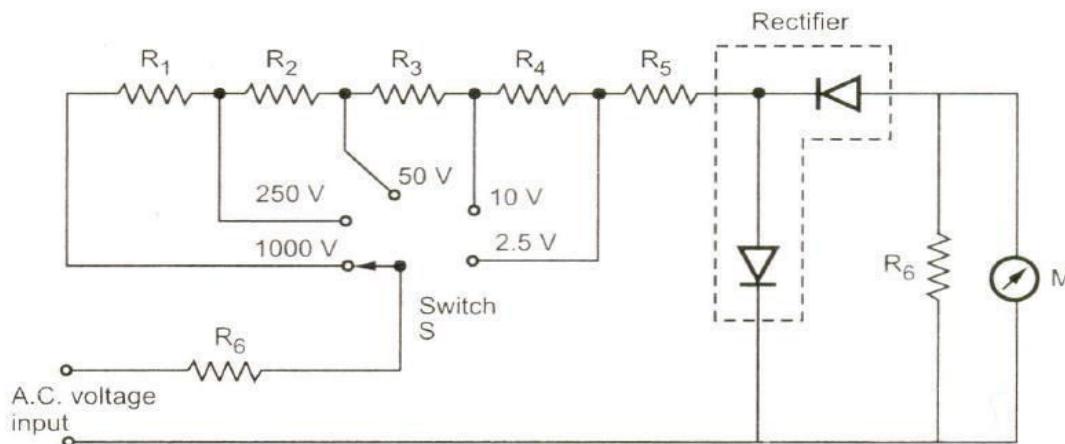 Rectifier
R1 R2 R3 R4 R5
50 V
250 V 10 V
1000 V 2.5 V
R6 M
Switch
S
R6
A.C. voltage
input